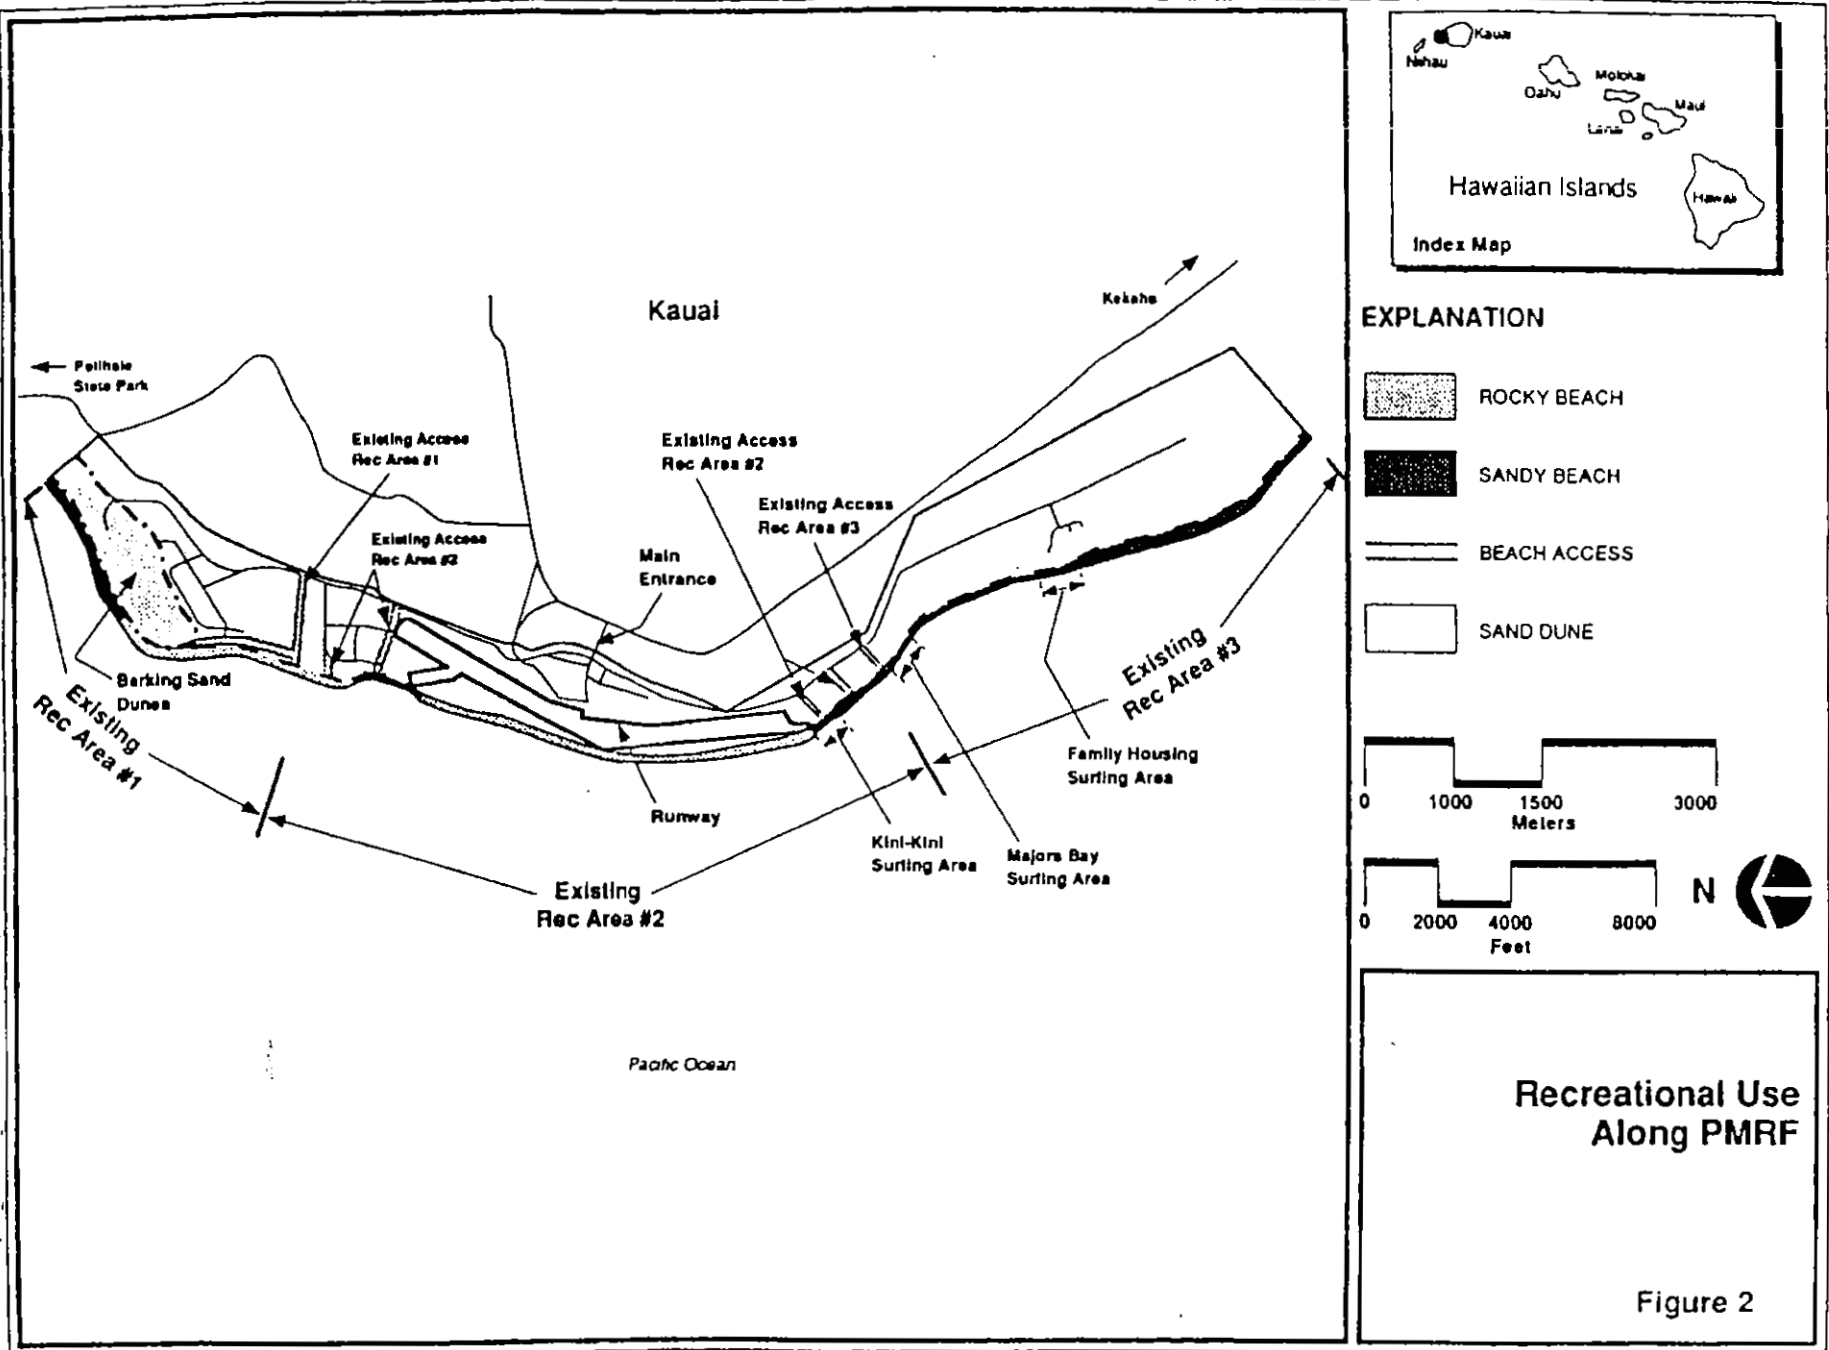 Kauai
Niihau
Oahu
Molokai
Lanai
Maui
Hawaiian Islands
Hawaii
Index Map
Kauai
Kekaha
Polihale
State Park
Existing Access
Rec Area #1
Existing Access
Rec Area #2
Existing Access
Rec Area #3
Existing Access
Rec Area #2
Main
Entrance
Barking Sand
Dunes
Existing
Rec Area #1
Existing
Rec Area #2
Existing
Rec Area #3
Runway
Kini-Kini
Surfing Area
Majors Bay
Surfing Area
Family Housing
Surfing Area
Pacific Ocean
EXPLANATION
ROCKY BEACH
SANDY BEACH
BEACH ACCESS
SAND DUNE
0 1000 1500 3000
Meters
0 2000 4000 8000
Feet
N
Recreational Use
Along PMRF
Figure 2